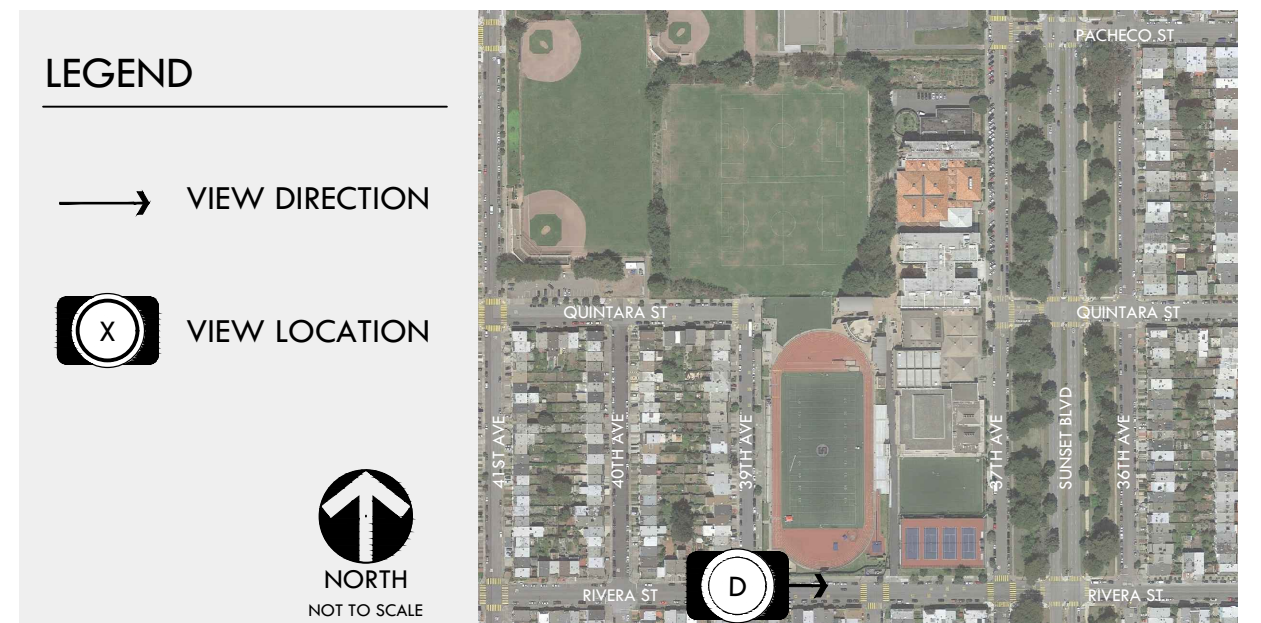 LEGEND
VIEW DIRECTION
X
VIEW LOCATION
NORTH
NOT TO SCALE
PACHECO.ST
QUINTARA ST
QUINTARA ST
41ST AVE
40TH AVE
39TH AVE
37TH AVE
SUNSET BLVD
36TH AVE
RIVERA ST
D
RIVERA ST